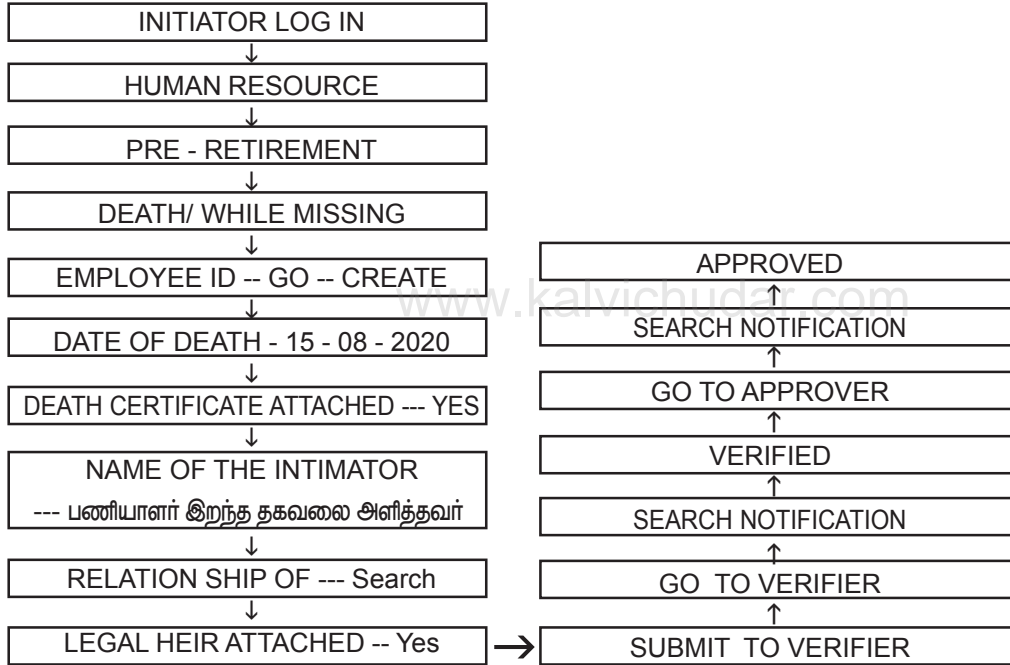 INITIATOR LOG IN
HUMAN RESOURCE
PRE - RETIREMENT
DEATH/ WHILE MISSING
EMPLOYEE ID -- GO -- CREATE
DATE OF DEATH - 15 - 08 - 2020
DEATH CERTIFICATE ATTACHED --- YES
NAME OF THE INTIMATOR
--- பணியாளர் இறந்த தகவலை அளித்தவர்
RELATION SHIP OF --- Search
LEGAL HEIR ATTACHED -- Yes
SUBMIT TO VERIFIER
GO TO VERIFIER
SEARCH NOTIFICATION
VERIFIED
GO TO APPROVER
SEARCH NOTIFICATION
APPROVED
www.kalvichudar.com